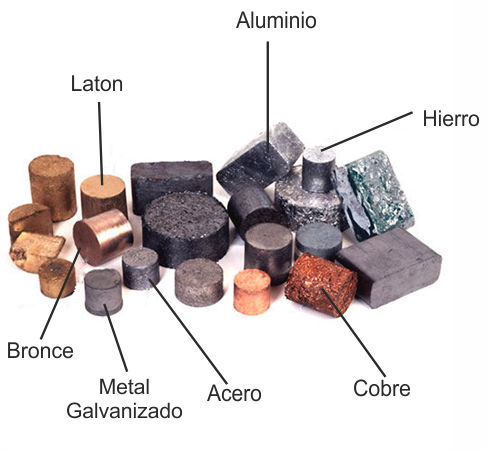 Aluminio
Laton
Hierro
Bronce
Metal
Galvanizado
Acero
Cobre